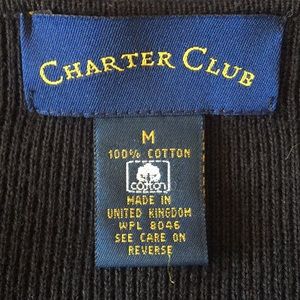 CHARTER CLUB
M
100% COTTON
cotton
MADE IN
UNITED KINGDOM
WPL 8046
SEE CARE ON
REVERSE